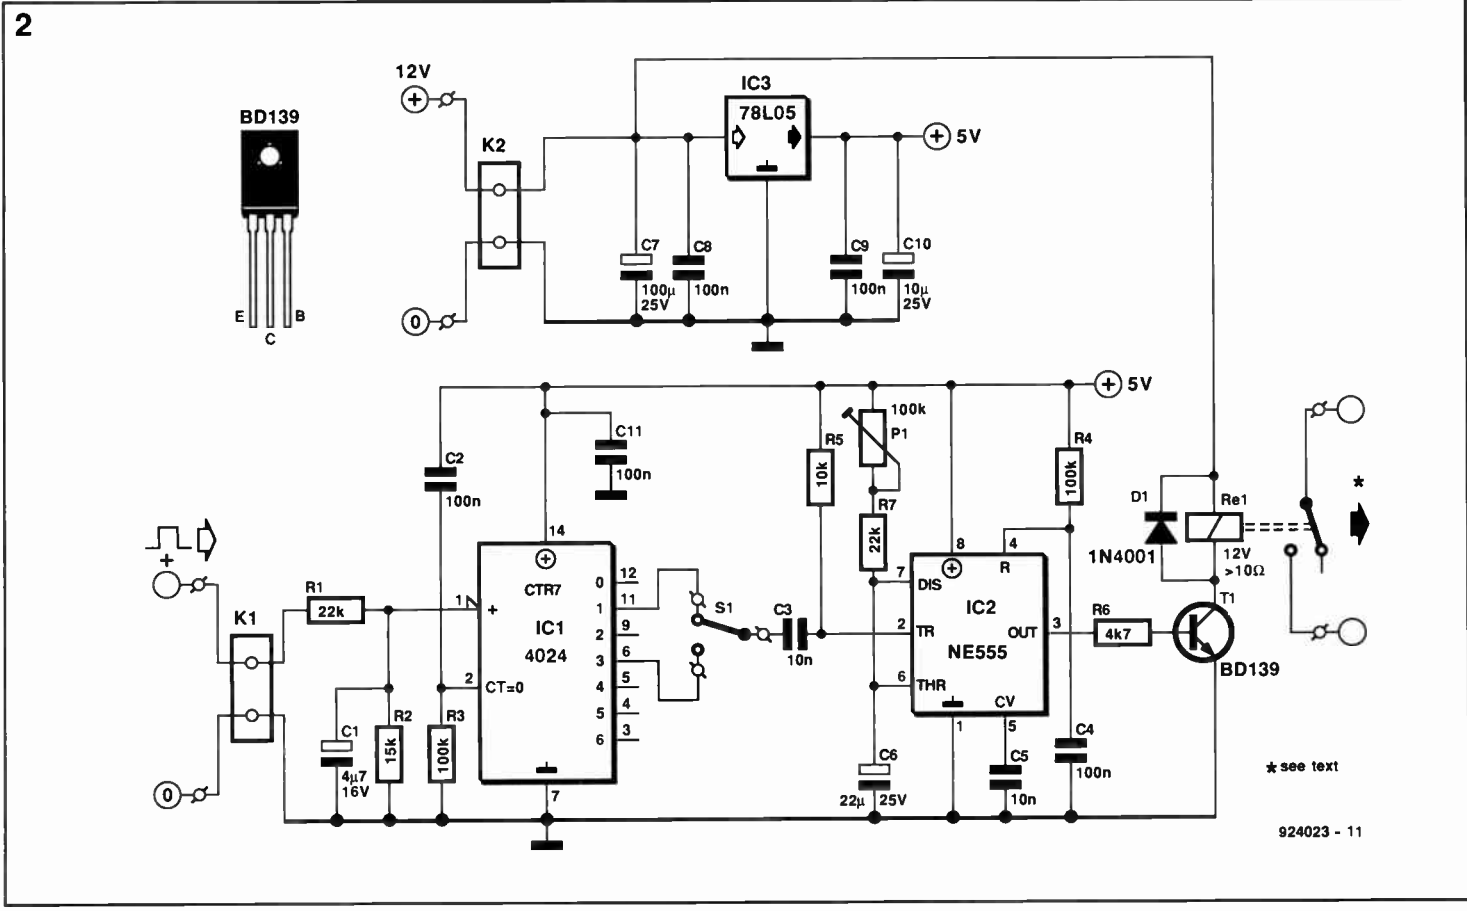 2
12V
+
BD139
E
C
B
K2
0
IC3
78L05
+ 5V
C7
100µ
25V
C8
100n
C9
100n
C10
10µ
25V
+ 5V
C2
100n
C11
100n
R5
10k
100k
P1
R7
22k
R4
100k
D1
1N4001
Re1
12V
>10Ω
*
+
K1
0
R1
22k
C1
4µ7
16V
R2
15k
R3
100k
14
+
CTR7
1
+
IC1
4024
2
CT=0
7
0
12
1
11
2
9
3
6
4
5
5
4
6
3
S1
C3
10n
8
+
4
R
7
DIS
IC2
2
TR
OUT
3
NE555
6
THR
CV
1
5
C6
22µ
25V
C5
10n
C4
100n
R6
4k7
T1
BD139
* see text
924023 - 11